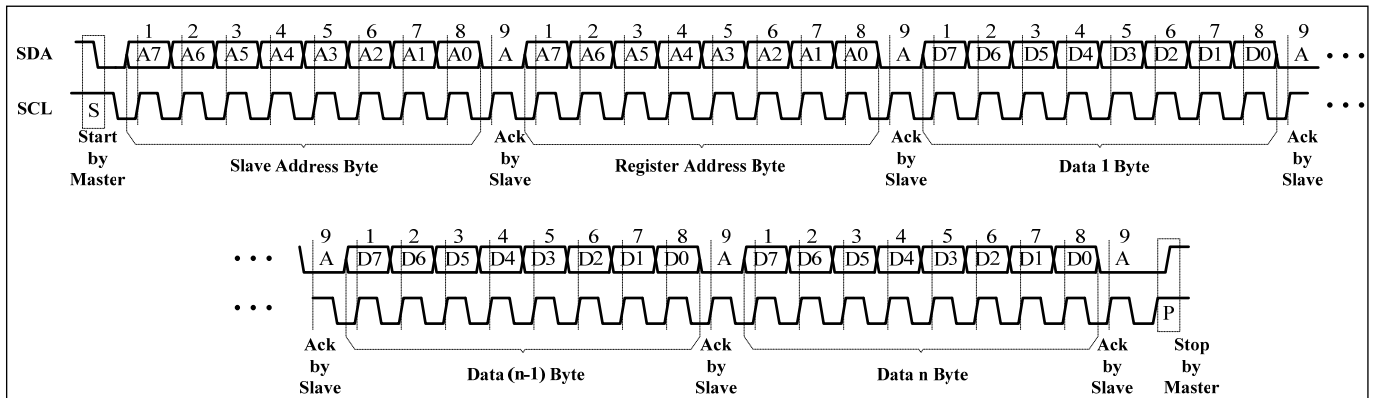 1 2 3 4 5 6 7 8 9 1 2 3 4 5 6 7 8 9 1 2 3 4 5 6 7 8 9
SDA A7 A6 A5 A4 A3 A2 A1 A0 A A7 A6 A5 A4 A3 A2 A1 A0 A D7 D6 D5 D4 D3 D2 D1 D0 A • • •
SCL S • • •
Start by Master
Slave Address Byte
Ack by Slave
Register Address Byte
Ack by Slave
Data 1 Byte
Ack by Slave
9 1 2 3 4 5 6 7 8 9 1 2 3 4 5 6 7 8 9
• • • A D7 D6 D5 D4 D3 D2 D1 D0 A D7 D6 D5 D4 D3 D2 D1 D0 A
• • • P
Ack by Slave
Data (n-1) Byte
Ack by Slave
Data n Byte
Ack by Slave
Stop by Master